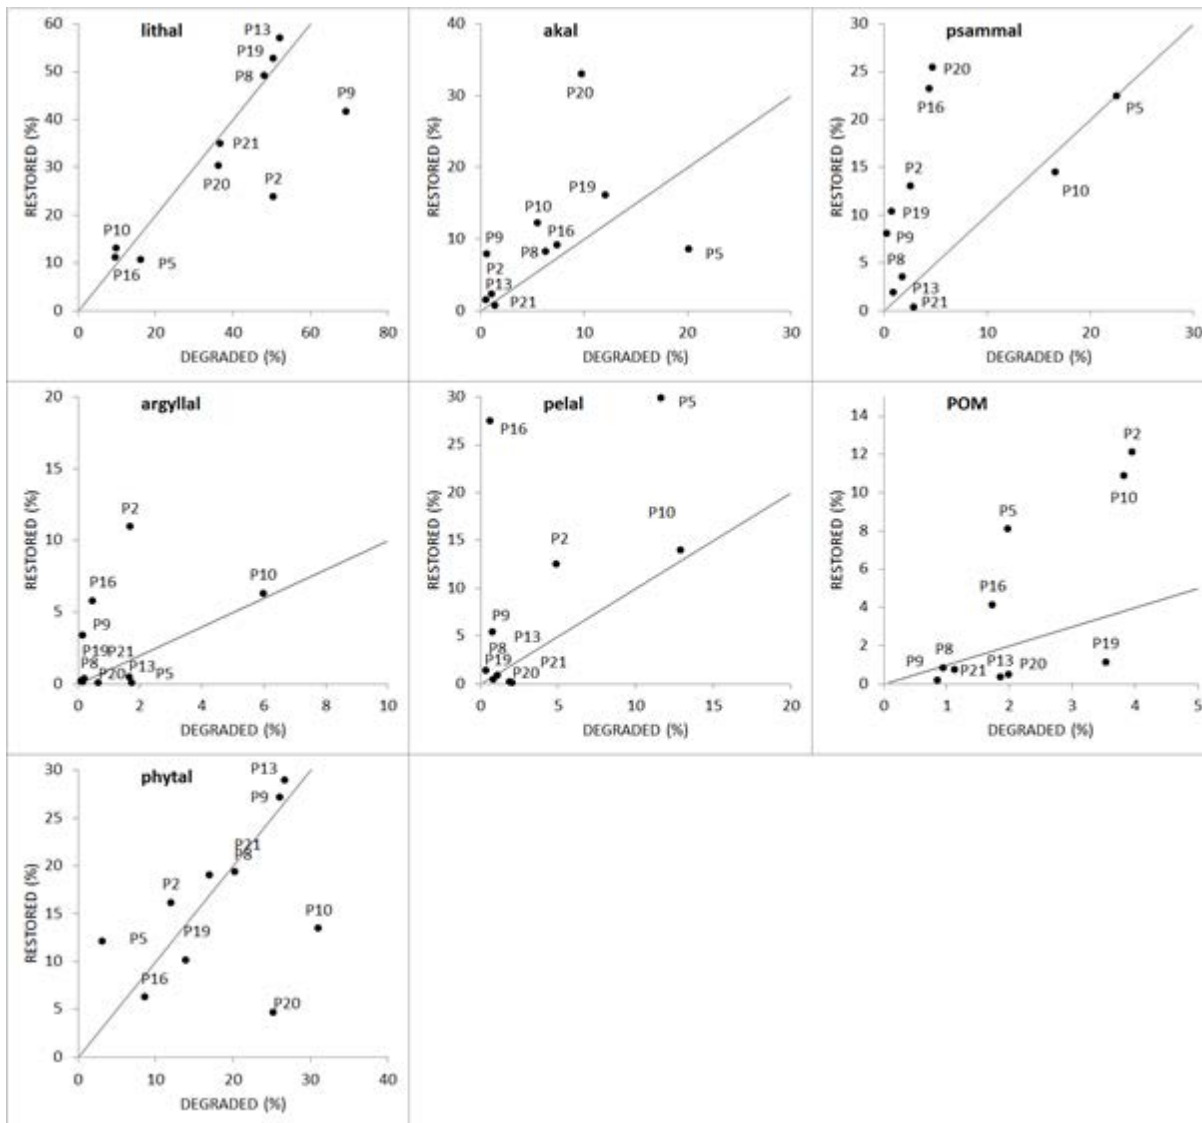 lithal
RESTORED (%)
60
50
40
30
20
10
0
P13
P19
P8
P9
P21
P20
P2
P10
P16
P5
0 20 40 60 80
DEGRADED (%)
akal
RESTORED (%)
40
30
20
10
0
P20
P19
P10
P16
P9
P8
P5
P2
P13
P21
0 10 20 30
DEGRADED (%)
psammal
RESTORED (%)
30
25
20
15
10
5
0
P20
P16
P5
P2
P10
P19
P9
P8
P13
P21
0 10 20 30
DEGRADED (%)
argyllal
RESTORED (%)
20
15
10
5
0
P2
P16
P10
P9
P19 P21
P8 P13
P20 P5
0 2 4 6 8 10
DEGRADED (%)
pelal
RESTORED (%)
30
25
20
15
10
5
0
P5
P16
P10
P2
P9
P13
P8
P19 P21
P20
0 5 10 15 20
DEGRADED (%)
POM
RESTORED (%)
14
12
10
8
6
4
2
0
P2
P10
P5
P16
P8
P9
P13
P20
P19
P21
0 1 2 3 4 5
DEGRADED (%)
phytal
RESTORED (%)
30
25
20
15
10
5
0
P13
P9
P21
P8
P2
P10
P5
P19
P16
P20
0 10 20 30 40
DEGRADED (%)